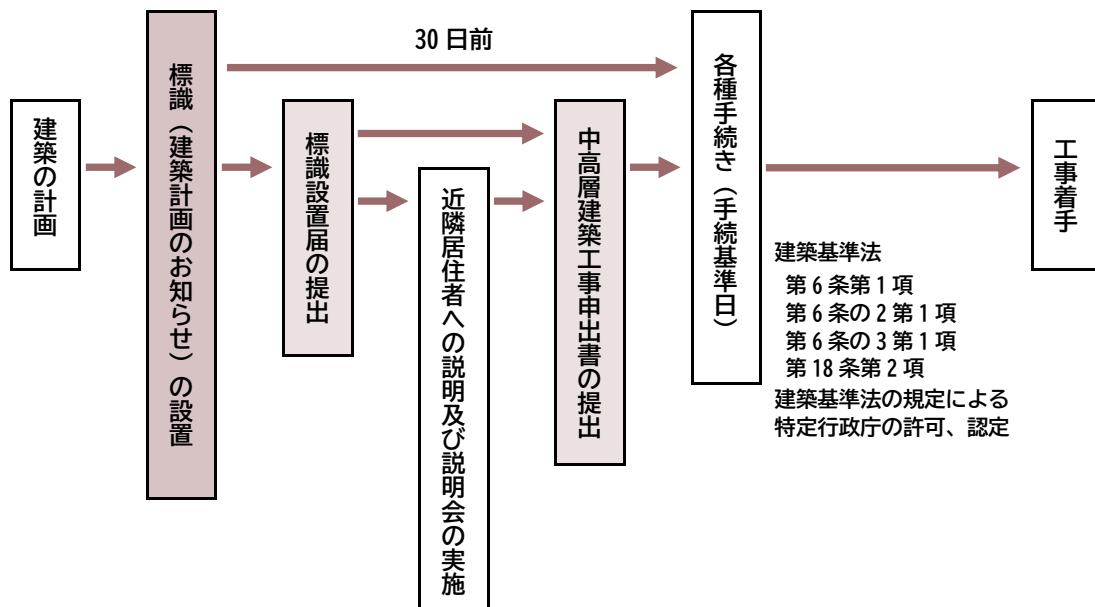 建築の計画
標識（建築計画のお知らせ）の設置
30 日前
標識設置届の提出
近隣居住者への説明及び説明会の実施
中高層建築工事申出書の提出
各種手続き（手続基準日）
建築基準法
第 6 条第 1 項
第 6 条の 2 第 1 項
第 6 条の 3 第 1 項
第 18 条第 2 項
建築基準法の規定による
特定行政庁の許可、認定
工事着手